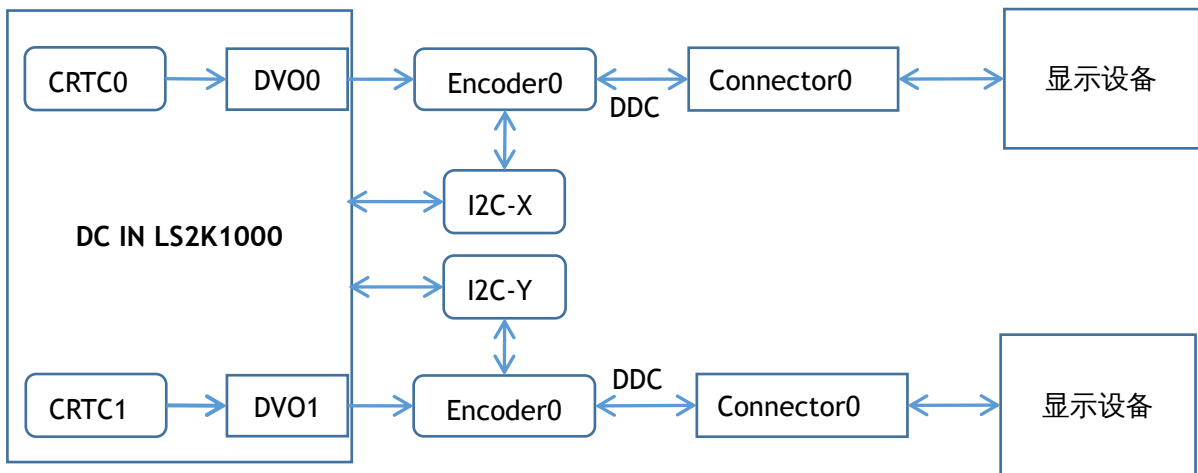 CRTC0
DVO0
Encoder0
DDC
Connector0
显示设备
I2C-X
DC IN LS2K1000
I2C-Y
CRTC1
DVO1
Encoder0
DDC
Connector0
显示设备